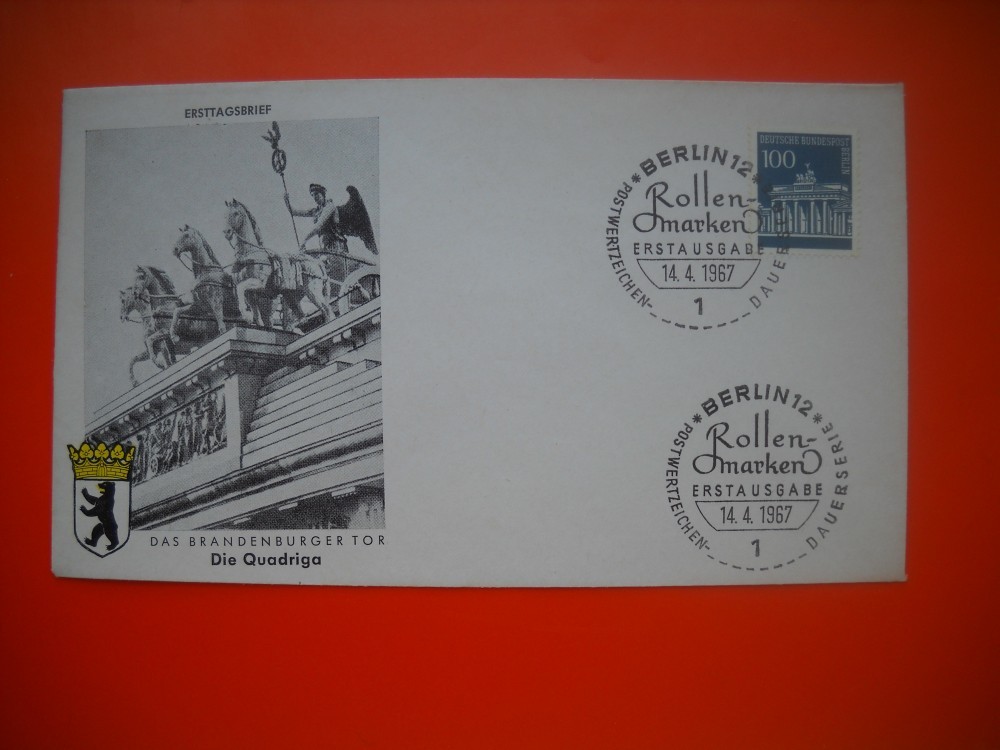 ERSTTAGSBRIEF
DAS BRANDENBURGER TOR
Die Quadriga
DEUTSCHE BUNDESPOST
BERLIN
100
* BERLIN 12 *
Rollen-
marken
ERSTAUSGABE
14. 4. 1967
1
POSTWERTZEICHEN-
DAUERSERIE
* BERLIN 12 *
Rollen-
marken
ERSTAUSGABE
14. 4. 1967
1
POSTWERTZEICHEN-
DAUERSERIE